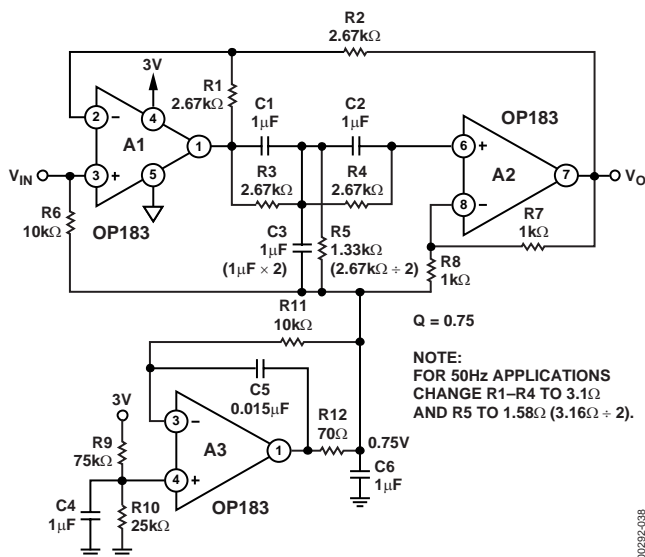 R2
2.67kΩ
3V
R1
2.67kΩ
C1
1μF
C2
1μF
OP183
2
−
4
A1
1
6
+
A2
7
VO
VIN
3
+
5
8
−
R3
2.67kΩ
R4
2.67kΩ
R7
1kΩ
R6
10kΩ
OP183
C3
1μF
(1μF × 2)
R5
1.33kΩ
(2.67kΩ ÷ 2)
R8
1kΩ
R11
10kΩ
Q = 0.75
NOTE:
FOR 50Hz APPLICATIONS
CHANGE R1–R4 TO 3.1Ω
AND R5 TO 1.58Ω (3.16Ω ÷ 2).
C5
0.015μF
3V
3
−
R12
70Ω
0.75V
R9
75kΩ
A3
1
4
+
C6
1μF
C4
1μF
R10
25kΩ
OP183
00292-038